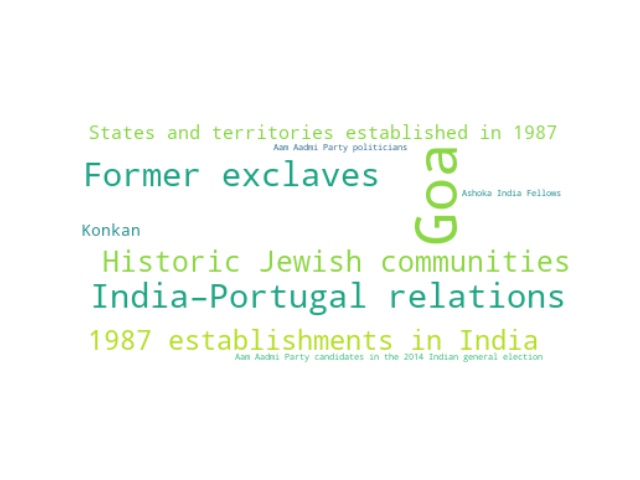 States and territories established in 1987
Aam Aadmi Party politicians
Former exclaves
Goa
Ashoka India Fellows
Konkan
Historic Jewish communities
India–Portugal relations
1987 establishments in India
Aam Aadmi Party candidates in the 2014 Indian general election